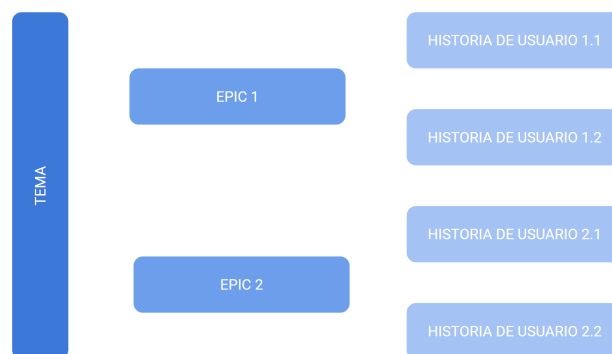 TEMA
EPIC 1
EPIC 2
HISTORIA DE USUARIO 1.1
HISTORIA DE USUARIO 1.2
HISTORIA DE USUARIO 2.1
HISTORIA DE USUARIO 2.2